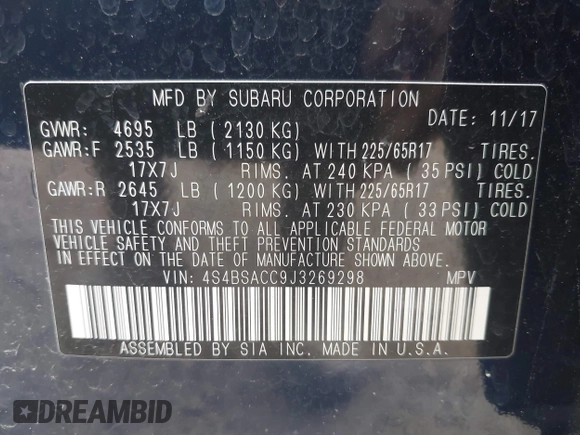 MFD BY SUBARU CORPORATION
DATE: 11/17
GVWR: 4695 LB ( 2130 KG)
GAWR:F 2535 LB ( 1150 KG) WITH 225/65R17 TIRES.
17X7J RIMS. AT 240 KPA ( 35 PSI) COLD
GAWR:R 2645 LB ( 1200 KG) WITH 225/65R17 TIRES.
17X7J RIMS. AT 230 KPA ( 33 PSI) COLD
THIS VEHICLE CONFORMS TO ALL APPLICABLE FEDERAL MOTOR
VEHICLE SAFETY AND THEFT PREVENTION STANDARDS
IN EFFECT ON THE DATE OF MANUFACTURE SHOWN ABOVE.
VIN: 4S4BSACC9J3269298 MPV
ASSEMBLED BY SIA INC. MADE IN U.S.A.
DREAMBID